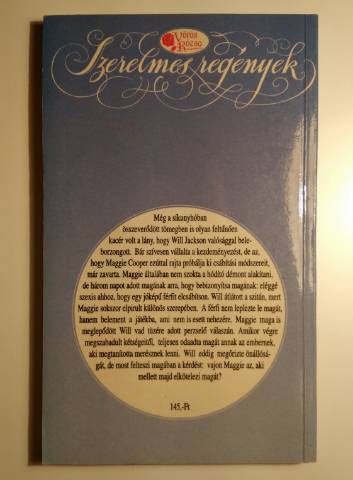 Vörös
Rózsa
Szerelmes regények
Még a síkunyhóban
összeverődött tömegben is olyan feltűnően
kacér volt a lány, hogy Will Jackson valósággal bele-
borzongott. Bár szívesen vállalta a kezdeményezést, de az,
hogy Maggie Cooper ezúttal rajta próbálja ki csábítási módszereit,
már zavarta. Maggie általában nem szokta a hódító démont alakítani,
de három napot adott magának arra, hogy bebizonyítsa magának: eléggé
szexis ahhoz, hogy egy jóképű férfit elcsábítson. Will átlátott a szitán, mert
Maggie sokszor elpirult különös szerepében. A férfi nem leplezte le magát,
hanem belement a játékba, ami nem is esett nehezére. Maggie maga is
meglepődött Will vad tüzére adott perzselő válaszán. Amikor végre
megszabadult kétségeitől, teljesen odaadta magát annak az embernek,
aki megtanította merésznek lenni. Will eddig megőrizte önállósá-
gát, de most felteszi magában a kérdést: vajon Maggie az, aki
mellett majd elkötelezi magát?
145,-Ft